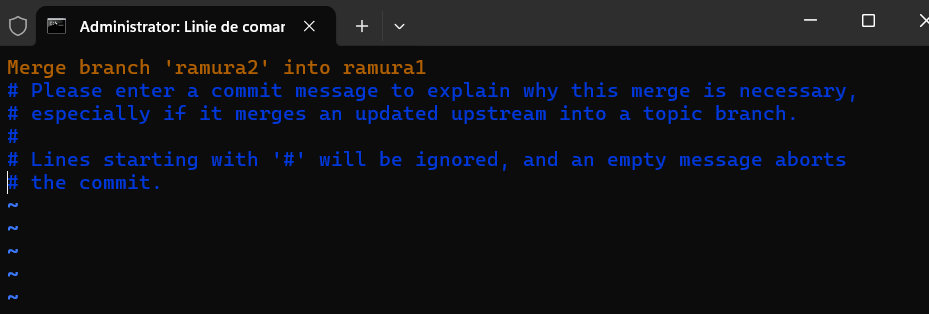 Administrator: Linie de comar
Merge branch 'ramura2' into ramura1
# Please enter a commit message to explain why this merge is necessary,
# especially if it merges an updated upstream into a topic branch.
#
# Lines starting with '#' will be ignored, and an empty message aborts
# the commit.
~
~
~
~
~